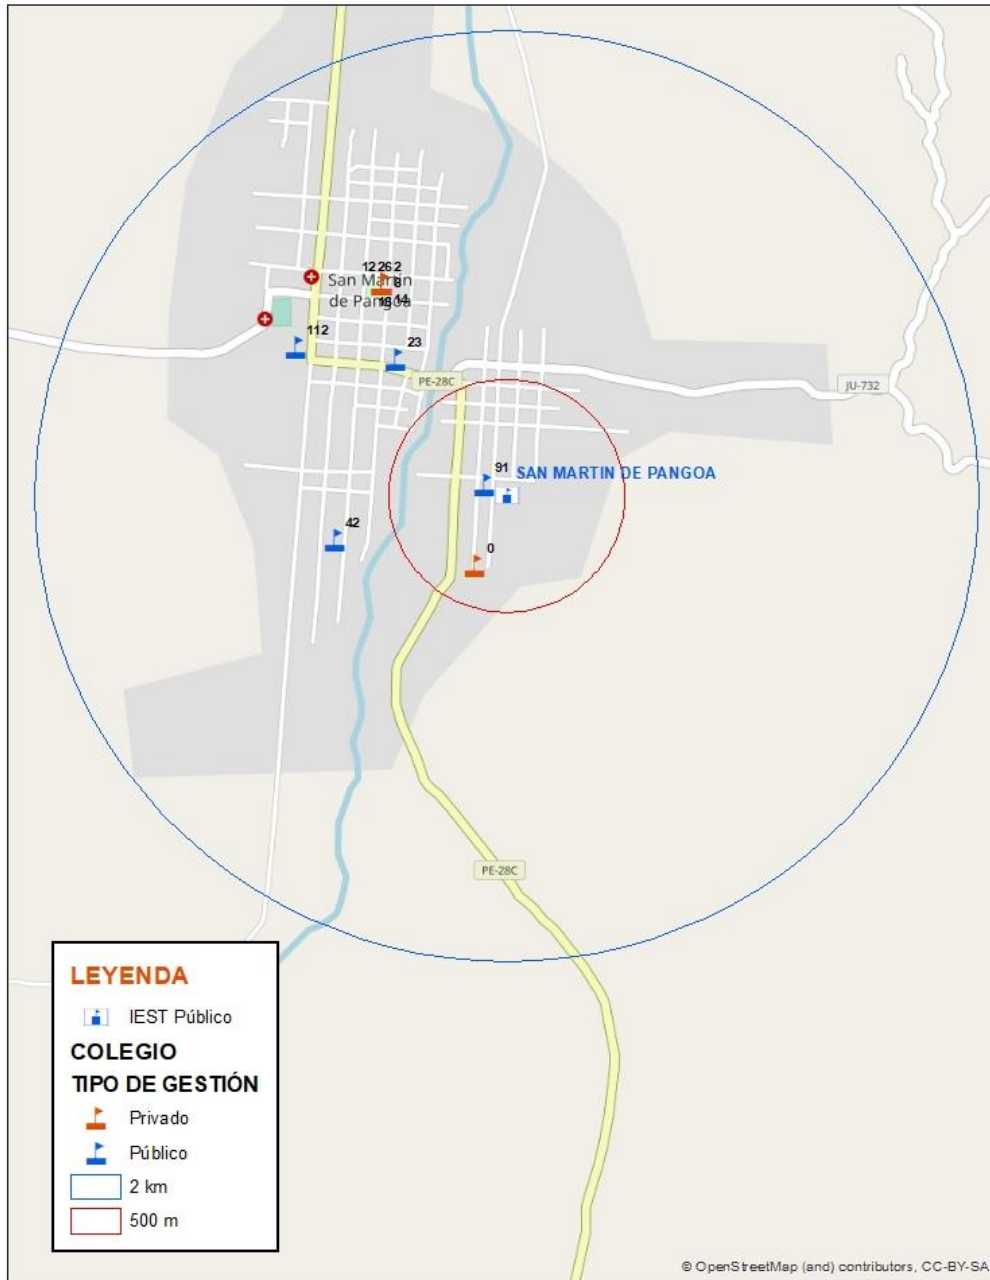 12 26 2
8
San Martin
de Pangoa
14
112
23
PE-28C
JU-732
91
SAN MARTIN DE PANGOA
42
0
PE-28C
LEYENDA
IEST Público
COLEGIO
TIPO DE GESTIÓN
Privado
Público
2 km
500 m
© OpenStreetMap (and) contributors, CC-BY-SA